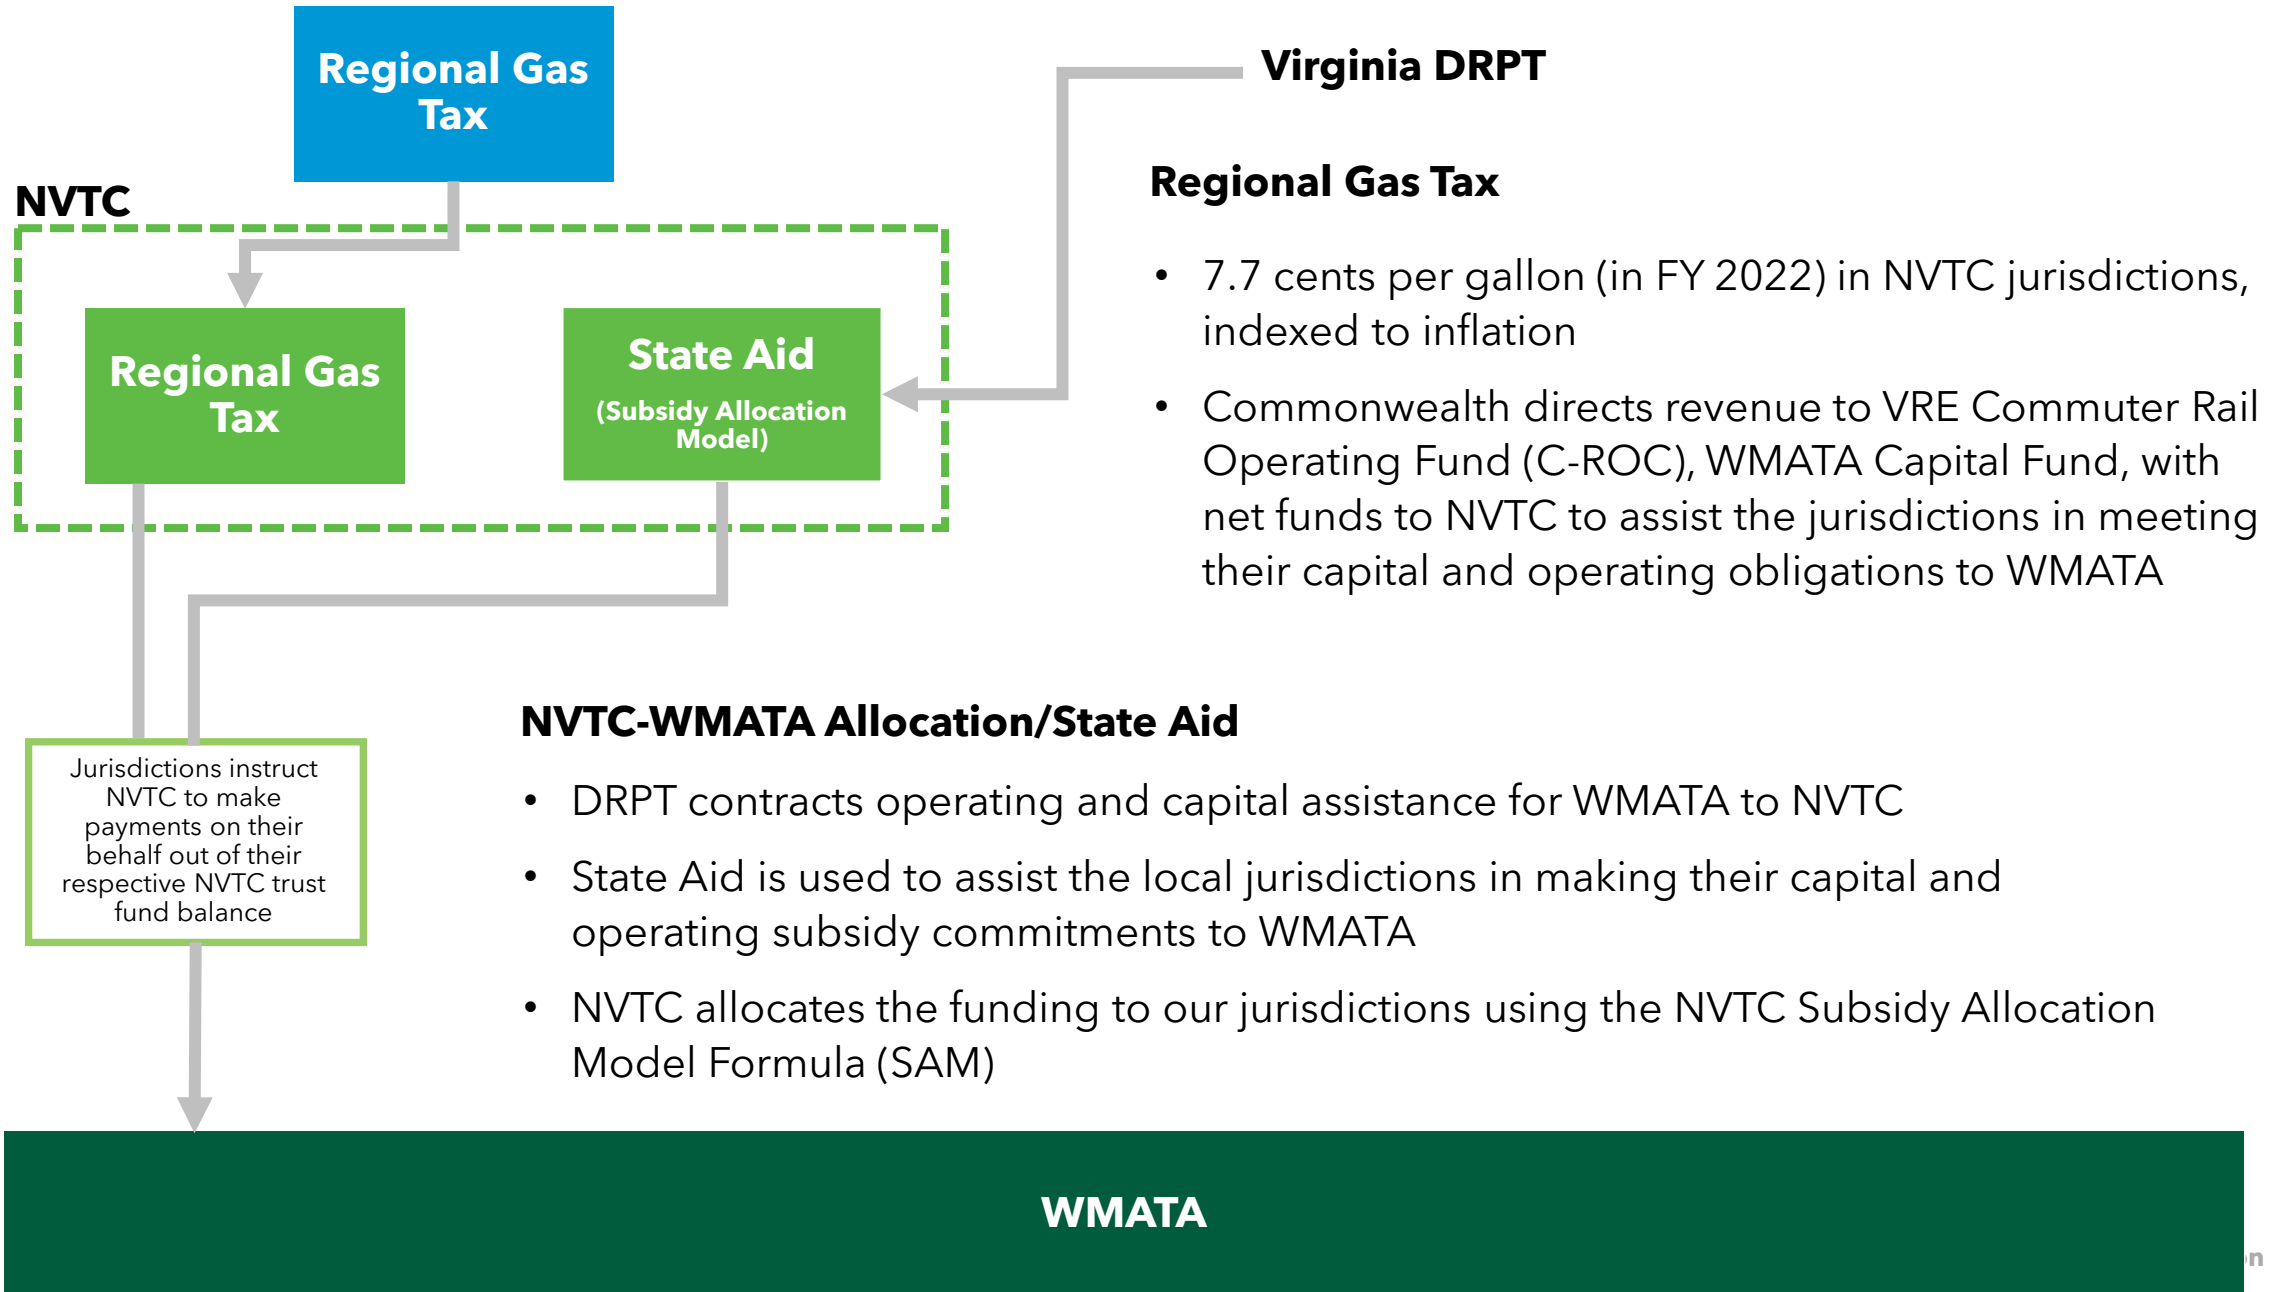 Regional Gas
Tax
Virginia DRPT
NVTC
Regional Gas
Tax
State Aid
(Subsidy Allocation
Model)
Regional Gas Tax
• 7.7 cents per gallon (in FY 2022) in NVTC jurisdictions,
indexed to inflation
• Commonwealth directs revenue to VRE Commuter Rail
Operating Fund (C-ROC), WMATA Capital Fund, with
net funds to NVTC to assist the jurisdictions in meeting
their capital and operating obligations to WMATA
Jurisdictions instruct
NVTC to make
payments on their
behalf out of their
respective NVTC trust
fund balance
NVTC-WMATA Allocation/State Aid
• DRPT contracts operating and capital assistance for WMATA to NVTC
• State Aid is used to assist the local jurisdictions in making their capital and
operating subsidy commitments to WMATA
• NVTC allocates the funding to our jurisdictions using the NVTC Subsidy Allocation
Model Formula (SAM)
WMATA